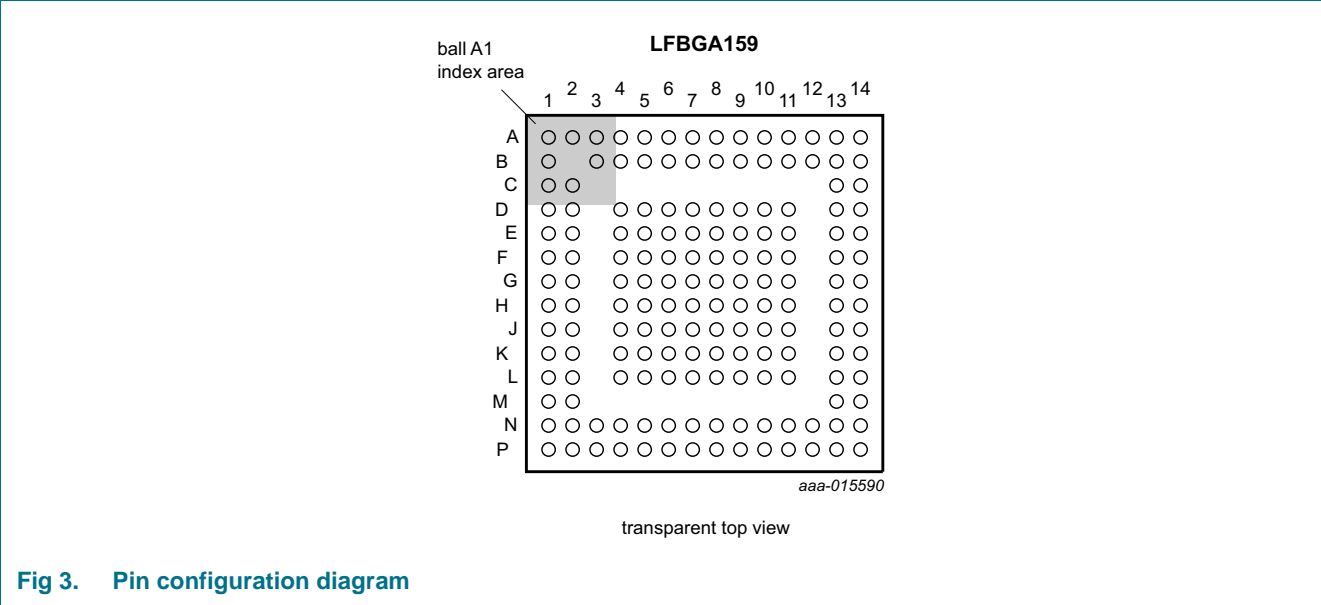 LFBGA159
ball A1
index area
1 2 3 4 5 6 7 8 9 10 11 12 13 14
A
B
C
D
E
F
G
H
J
K
L
M
N
P
aaa-015590
transparent top view
Fig 3. Pin configuration diagram